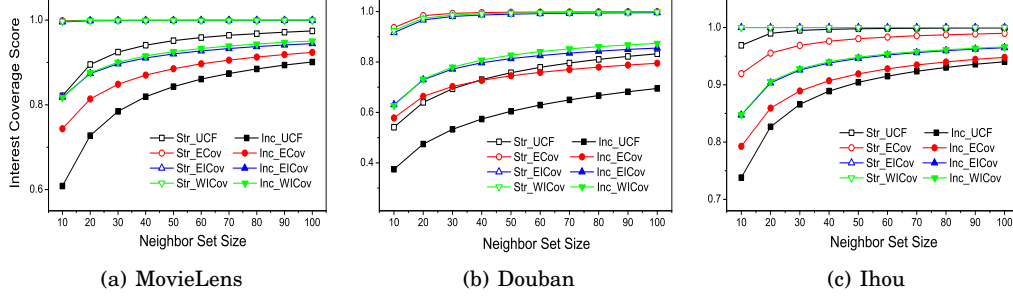 Interest Coverage Score
1.0
0.8
0.6
Str_UCF Inc_UCF
Str_ECov Inc_ECov
Str_EICov Inc_EICov
Str_WICov Inc_WICov
10 20 30 40 50 60 70 80 90 100
Neighbor Set Size
(a) MovieLens
1.0
0.8
0.6
0.4
Str_UCF Inc_UCF
Str_ECov Inc_ECov
Str_EICov Inc_EICov
Str_WICov Inc_WICov
10 20 30 40 50 60 70 80 90 100
Neighbor Set Size
(b) Douban
1.0
0.9
0.8
0.7
Str_UCF Inc_UCF
Str_ECov Inc_ECov
Str_EICov Inc_EICov
Str_WICov Inc_WICov
10 20 30 40 50 60 70 80 90 100
Neighbor Set Size
(c) Ihou